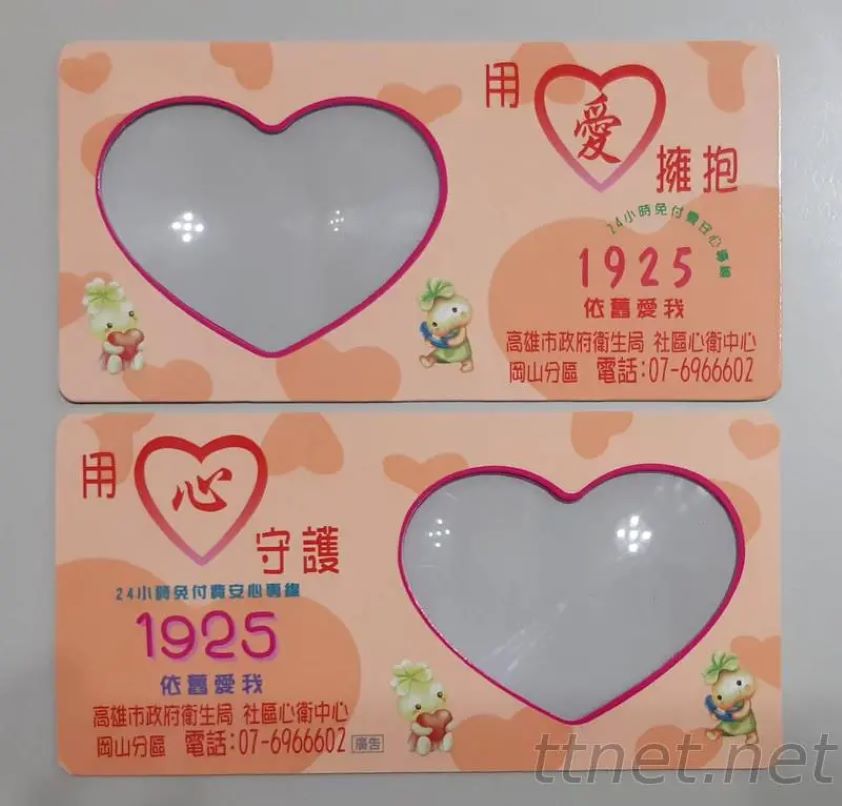 用愛擁抱
24小時免付費安心專線
1925
依舊愛我
高雄市政府衛生局 社區心衛中心
岡山分區 電話:07-6966602
用心守護
24小時免付費安心專線
1925
依舊愛我
高雄市政府衛生局 社區心衛中心
岡山分區 電話:07-6966602 廣告
ttnet.net